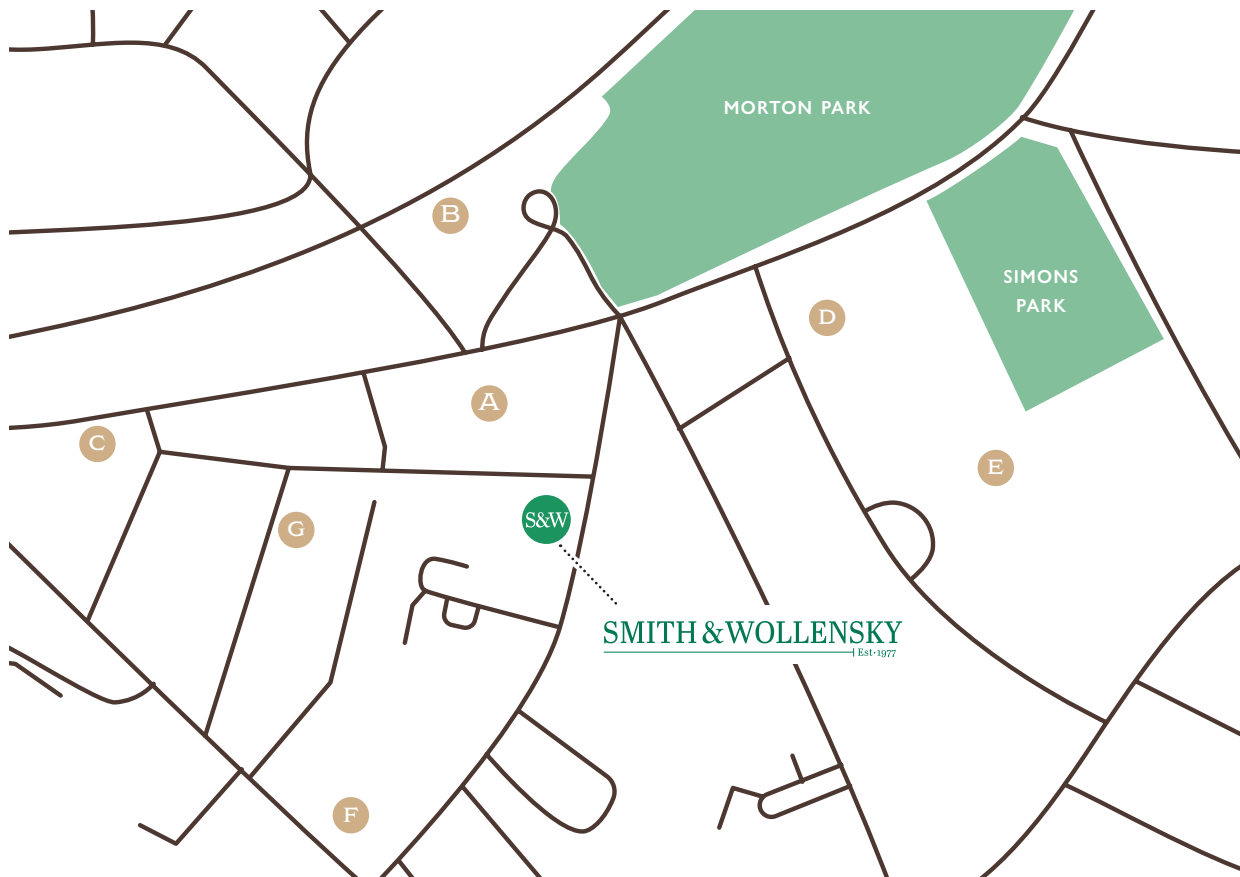 MORTON PARK
B
SIMONS
PARK
D
A
C
E
S&W
G
SMITH & WOLLENSKY
Est•1977
F